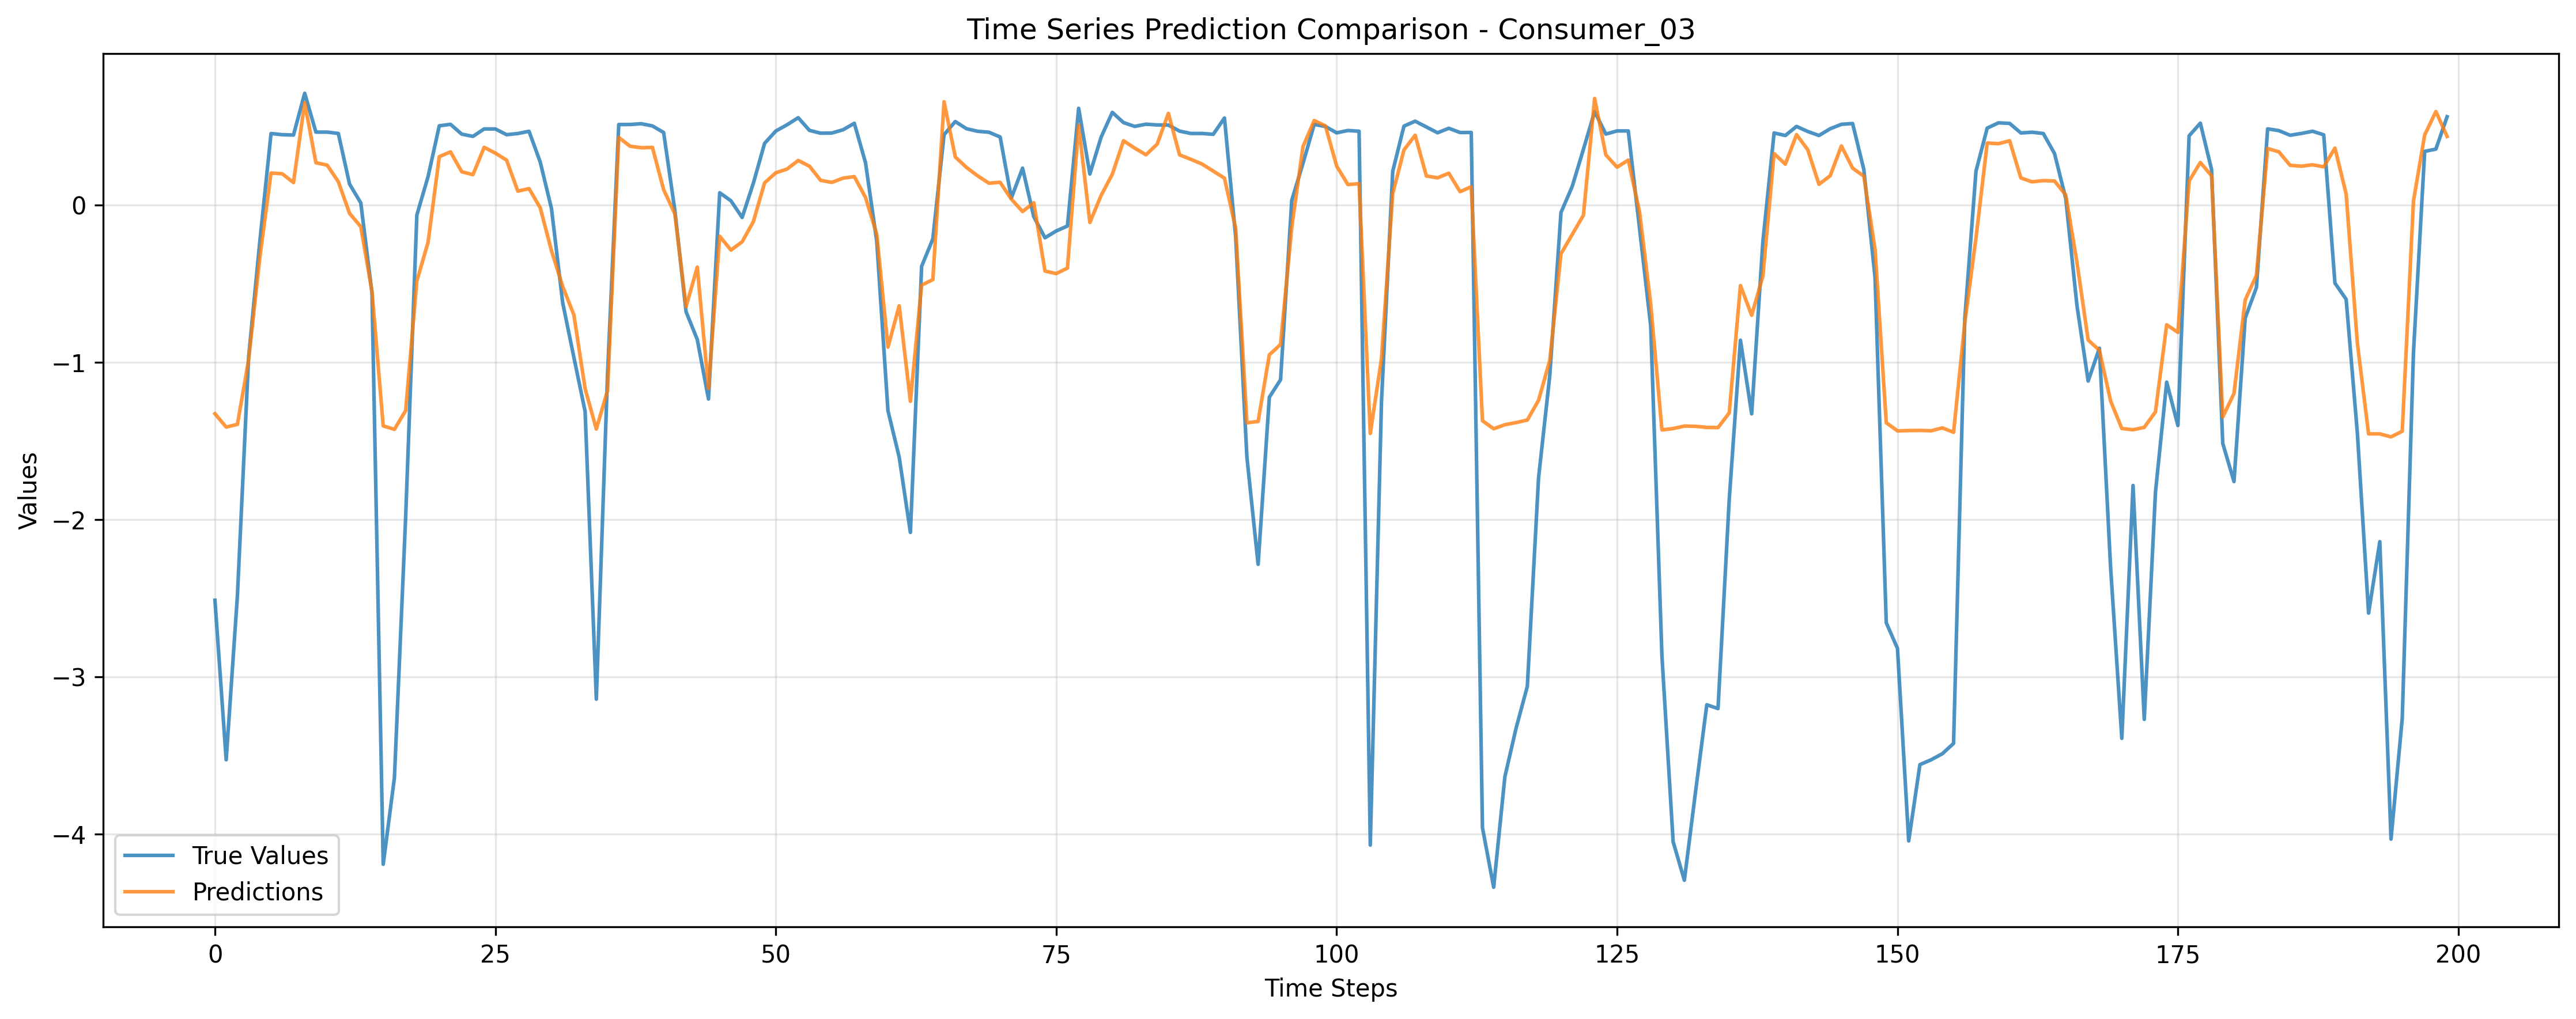 Time Series Prediction Comparison - Consumer_03
Values
0
−1
−2
−3
−4
True Values
Predictions
0 25 50 75 100 125 150 175 200
Time Steps